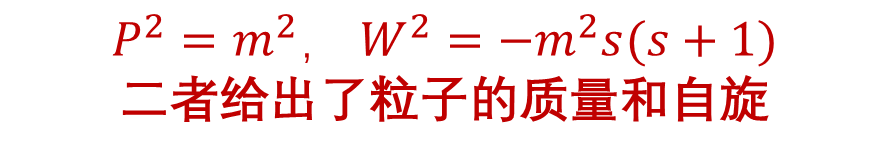 P² = m², W² = −m²s(s + 1)
二者给出了粒子的质量和自旋